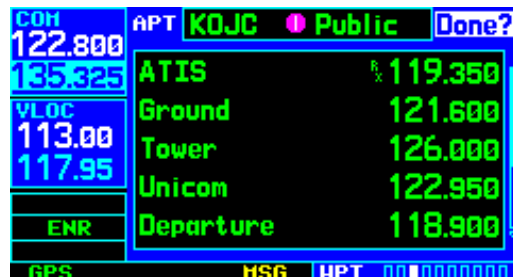 COM
122.800
135.325
VLOC
113.00
117.95
ENR
GPS
APT KOJC Public Done?
ATIS Rx 119.350
Ground 121.600
Tower 126.000
Unicom 122.950
Departure 118.900
MSG WPT